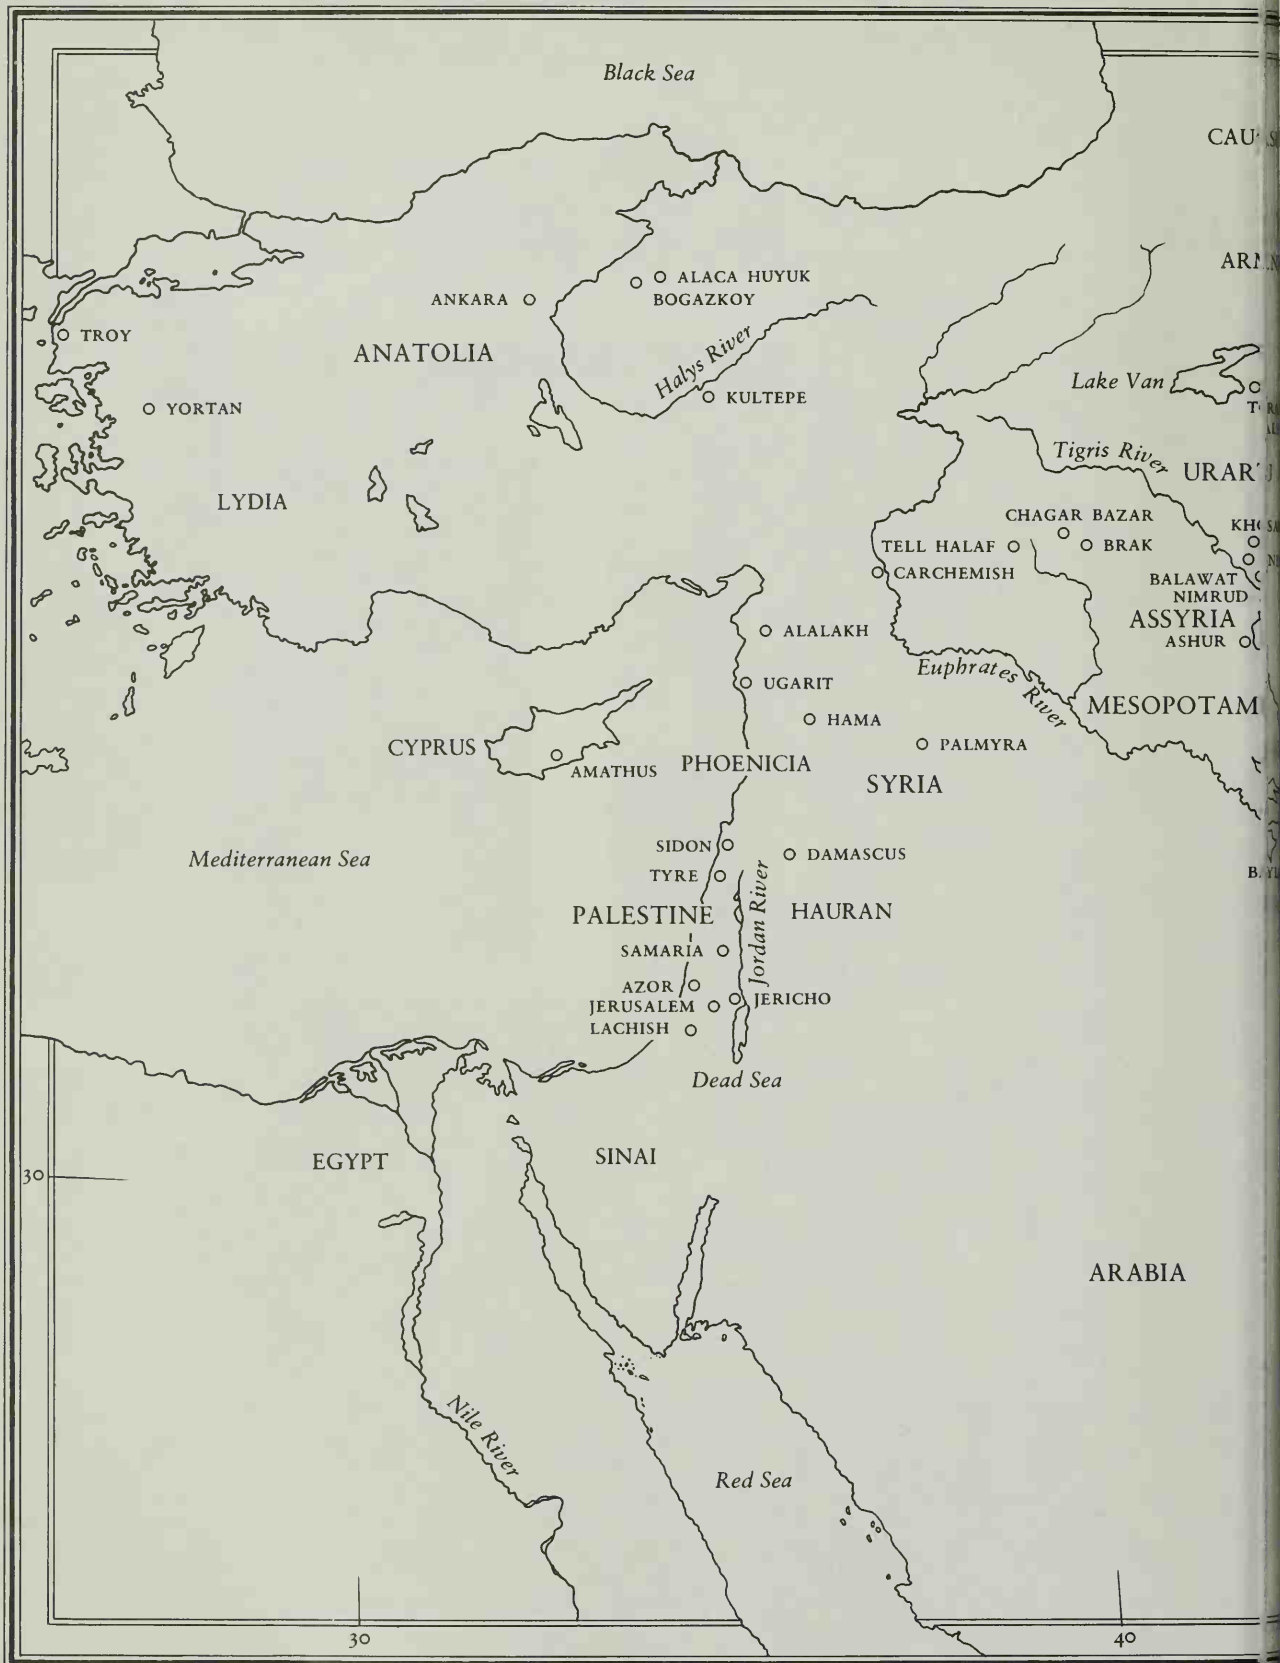 Black Sea
ALACA HUYUK
ANKARA
BOGAZKOY
TROY
ANATOLIA
Halys River
Lake Van
KULTEPE
YORTAN
Tigris River
LYDIA
CHAGAR BAZAR
TELL HALAF
BRAK
CARCHEMISH
BALAWAT
NIMRUD
ASSYRIA
ALALAKH
ASHUR
Euphrates River
UGARIT
MESOPOTAM
HAMA
CYPRUS
PALMYRA
AMATHUS
PHOENICIA
SYRIA
SIDON
DAMASCUS
Mediterranean Sea
TYRE
Jordan River
PALESTINE
HAURAN
SAMARIA
AZOR
JERICHO
JERUSALEM
LACHISH
Dead Sea
EGYPT
SINAI
30
ARABIA
Nile River
Red Sea
30
40